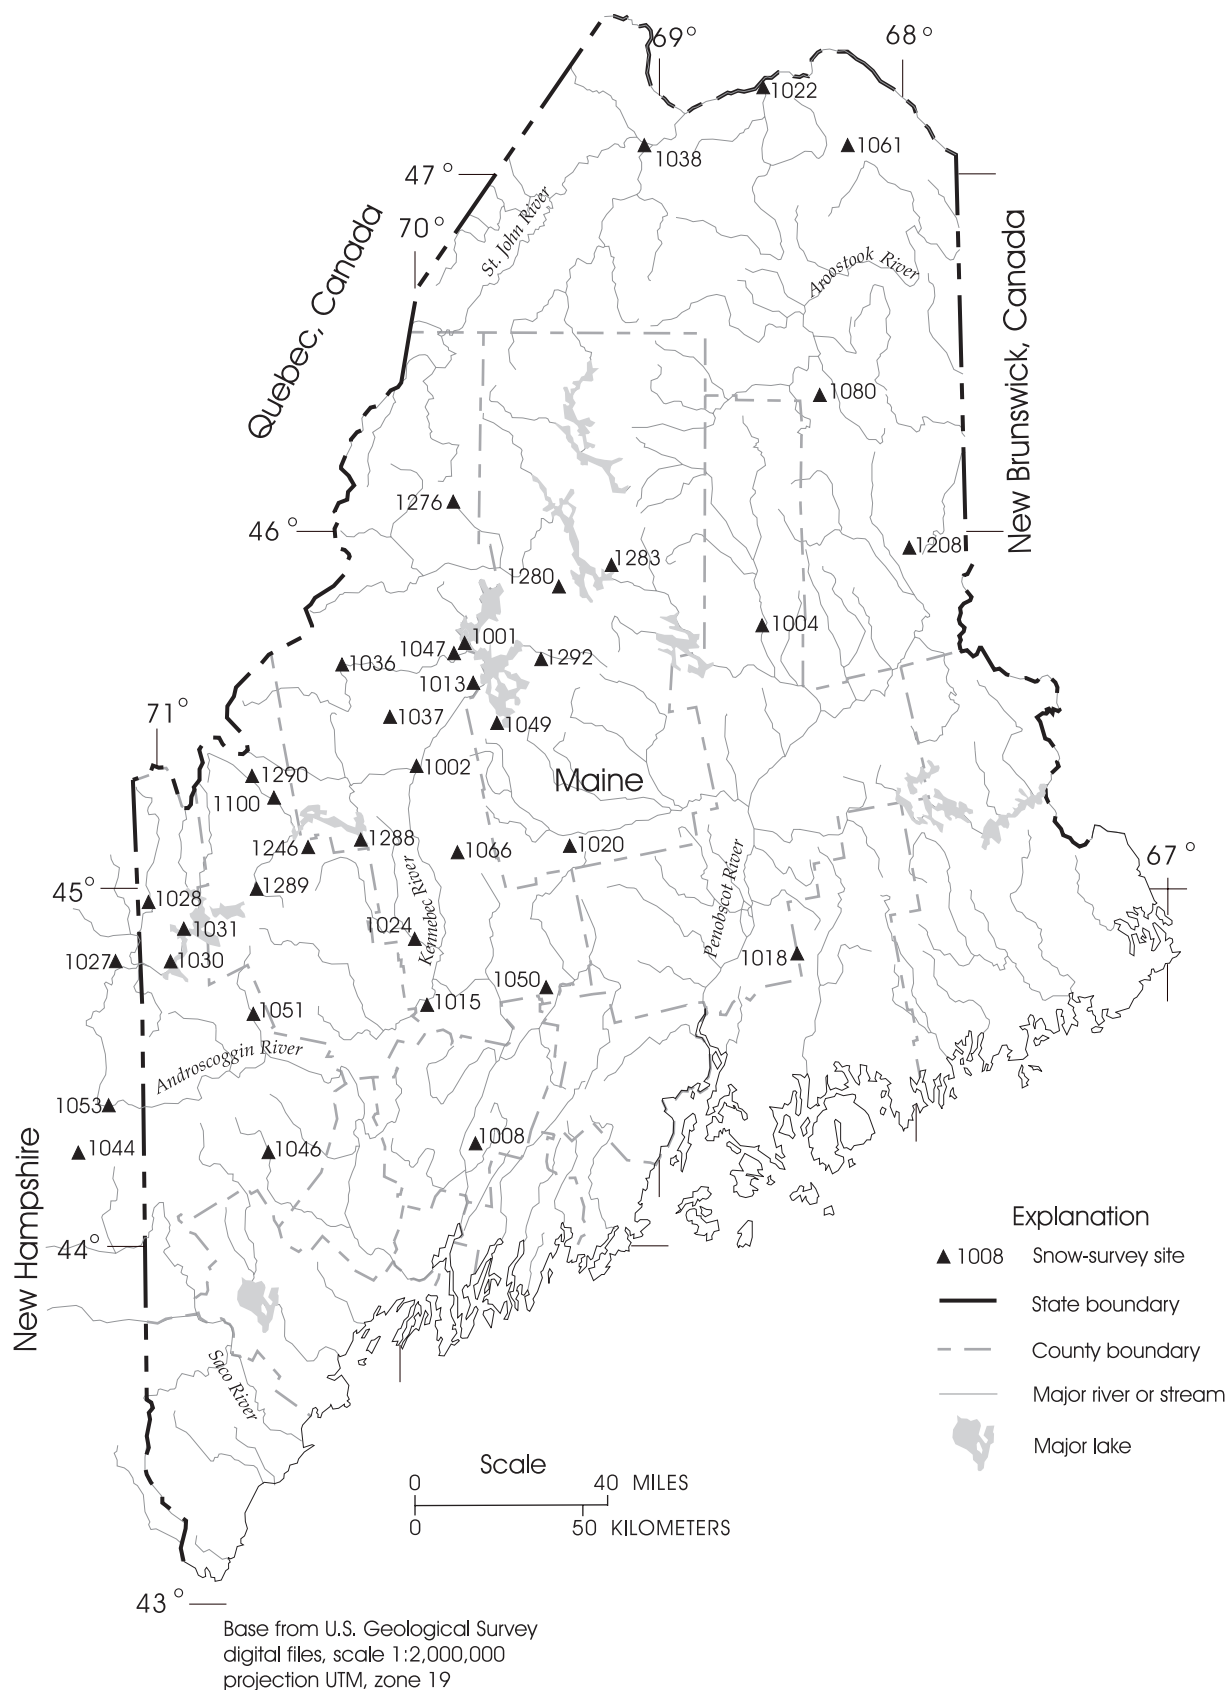 69°
68°
1022
1038
1061
47°
70°
St. John River
Quebec, Canada
Aroostook River
New Brunswick, Canada
1080
1276
46°
1208
1283
1280
1004
1001
1047
1292
1036
1013
1037
1049
71°
1002
Maine
1290
1100
1288
1246
1066
1020
67°
45°
1289
1028
1031
1024
Kennebec River
Penobscot River
1027
1030
1018
1050
1015
1051
Androscoggin River
1053
1044
1046
1008
New Hampshire
44°
Saco River
Explanation
1008 Snow-survey site
State boundary
County boundary
Major river or stream
Major lake
Scale
0 40 MILES
0 50 KILOMETERS
43°
Base from U.S. Geological Survey
digital files, scale 1:2,000,000
projection UTM, zone 19